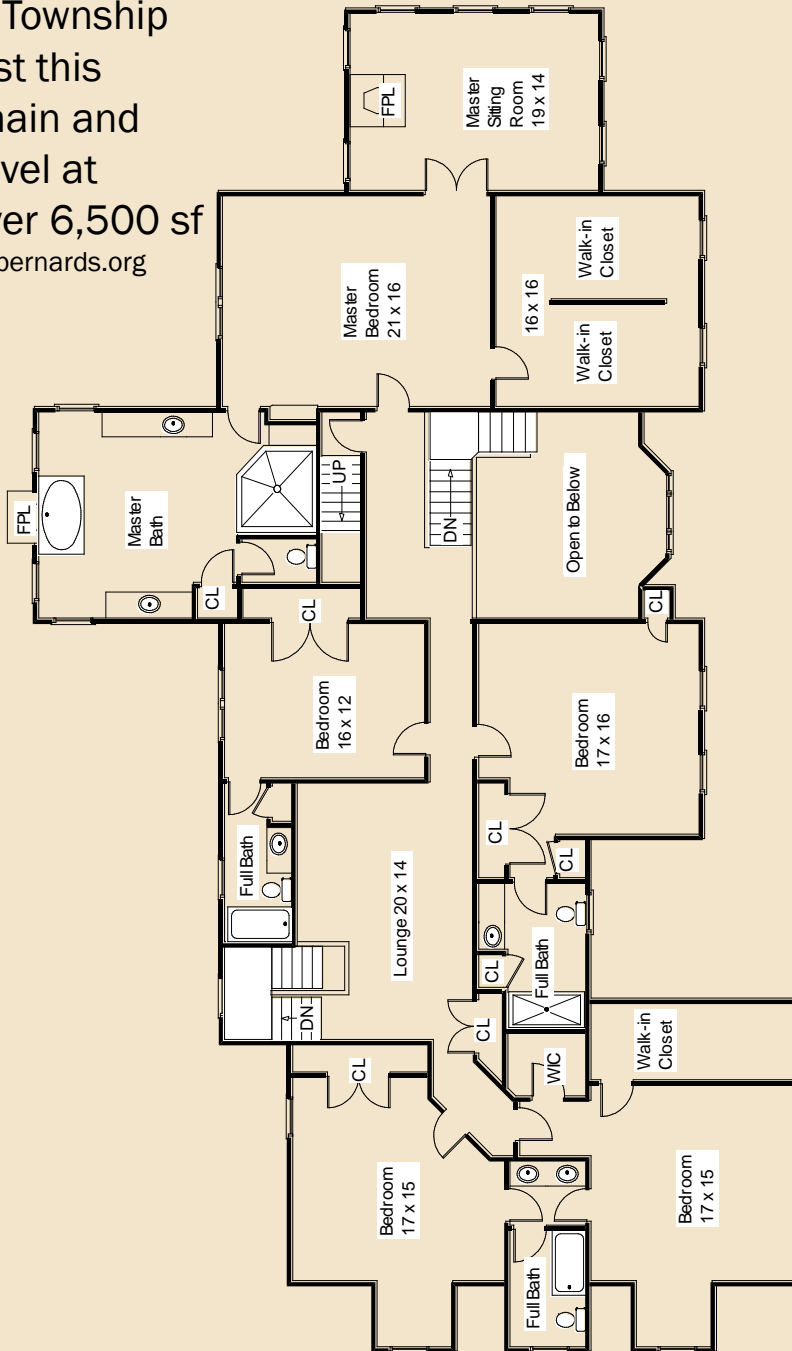 Township
st this
nain and
vel at
ver 6,500 sf
bernards.org
FPL
Master
Sitting
Room
19 x 14
Master
Bedroom
21 x 16
16 x 16
Walk-in
Closet
Walk-in
Closet
FPL
Master
Bath
UP
DN
Open to Below
CL
CL
CL
Bedroom
16 x 12
Bedroom
17 x 16
Full Bath
Lounge 20 x 14
CL
CL
CL
Full Bath
DN
CL
CL
WIC
Walk-in
Closet
Bedroom
17 x 15
Bedroom
17 x 15
Full Bath